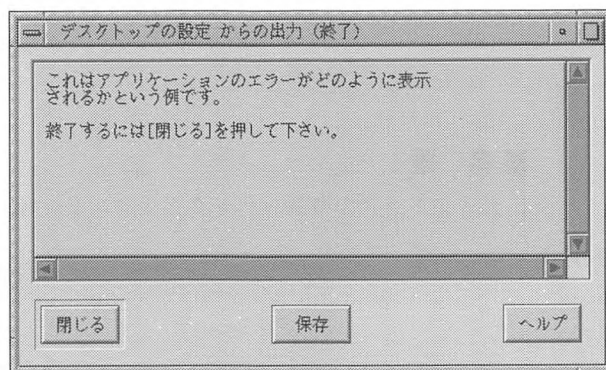 デスクトップの設定 からの出力（終了）
これはアプリケーションのエラーがどのように表示
されるかという例です。
終了するには[閉じる]を押して下さい。
閉じる
保存
ヘルプ